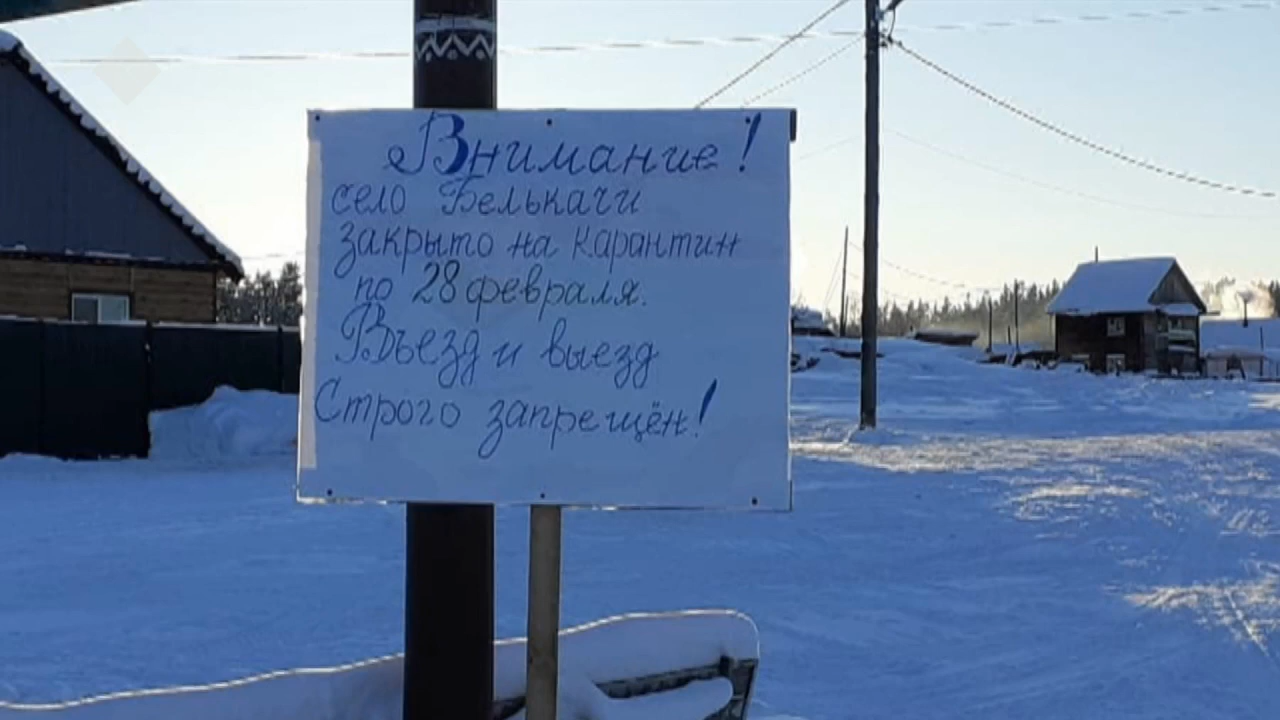 Внимание!
село Белькачи
закрыто на карантин
по 28 февраля.
Въезд и выезд
Строго запрещён!